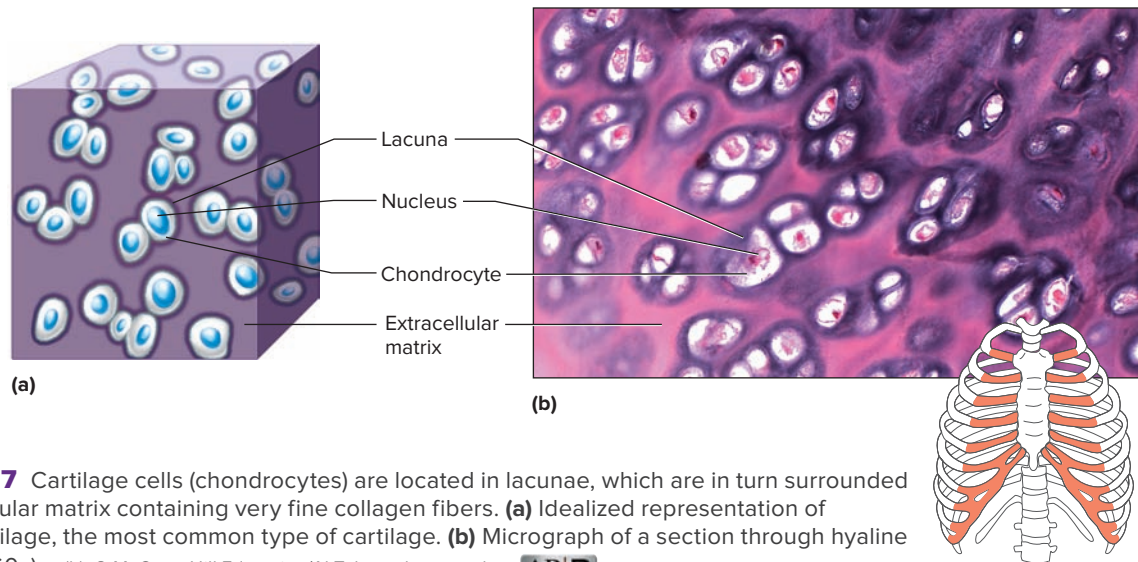 Lacuna
Nucleus
Chondrocyte
Extracellular
matrix
(a)
(b)
7 Cartilage cells (chondrocytes) are located in lacunae, which are in turn surrounded
ular matrix containing very fine collagen fibers. (a) Idealized representation of
ilage, the most common type of cartilage. (b) Micrograph of a section through hyaline